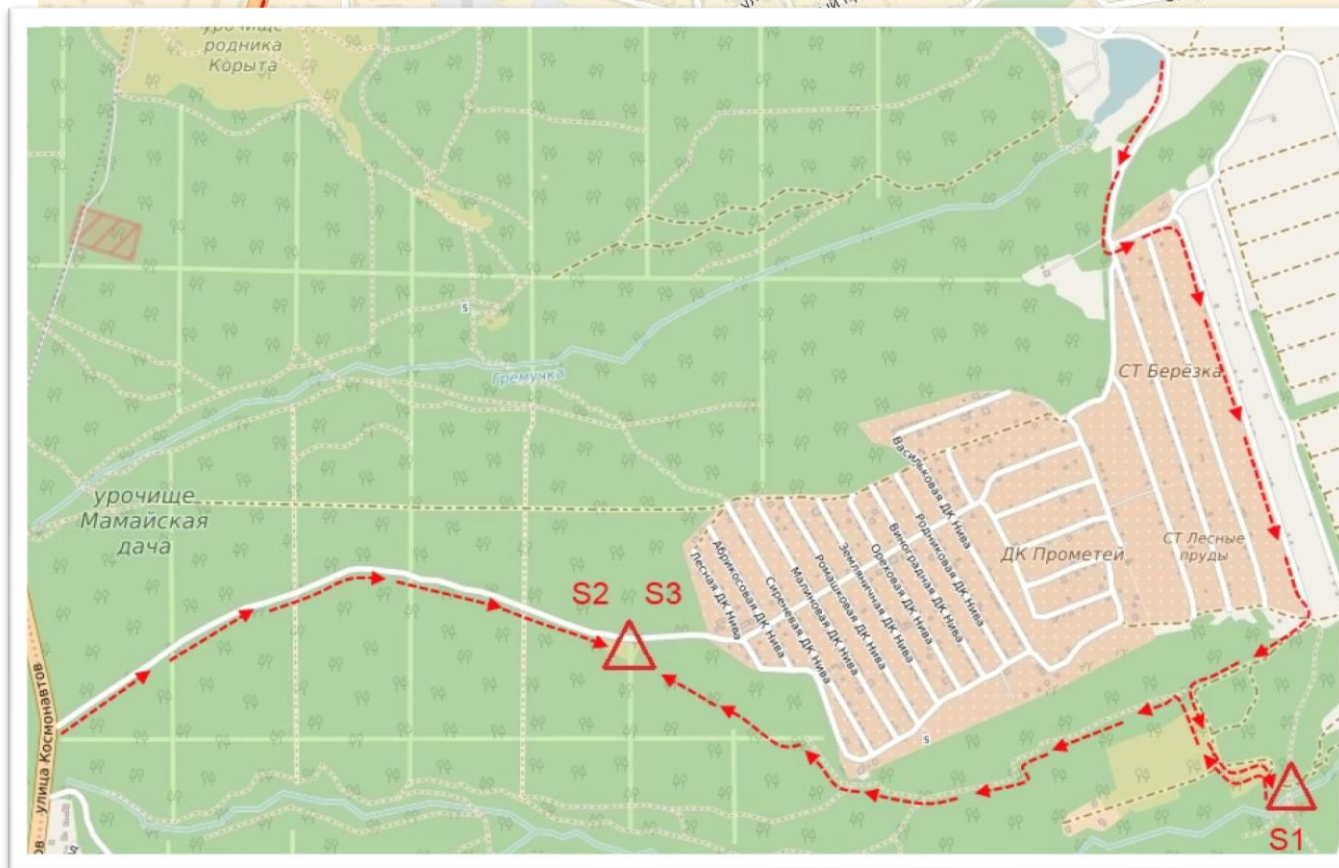 урочище
родника
Корыта
СТ Берёзка
Гремучка
Васильковая ДК Нива
урочище
Мамайская
дача
Родниковая ДК Нива
Виноградная ДК Нива
Ореховая ДК Нива
Земляничная ДК Нива
Ромашковая ДК Нива
Малиновая ДК Нива
Сиреневая ДК Нива
Абрикосовая ДК Нива
Лесная ДК Нива
ДК Прометей
СТ Лесные
пруды
S2 S3
улица Космонавтов
S1